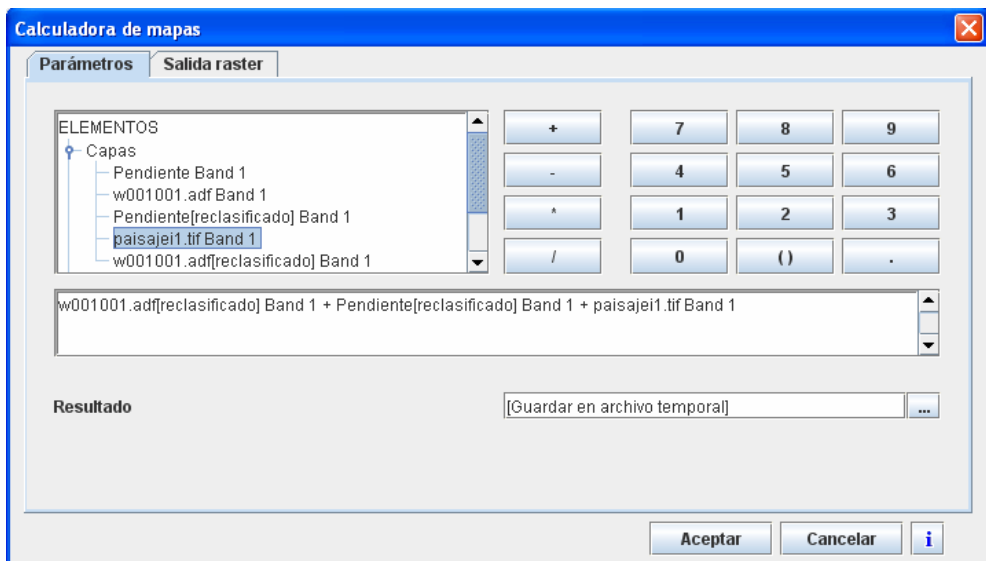 Calculadora de mapas
Parámetros Salida raster
ELEMENTOS
Capas
Pendiente Band 1
w001001.adf Band 1
Pendiente[reclasificado] Band 1
paisajei1.tif Band 1
w001001.adf[reclasificado] Band 1
+ 7 8 9
- 4 5 6
* 1 2 3
/ 0 ( ) .
w001001.adf[reclasificado] Band 1 + Pendiente[reclasificado] Band 1 + paisajei1.tif Band 1
Resultado [Guardar en archivo temporal] ...
Aceptar Cancelar i